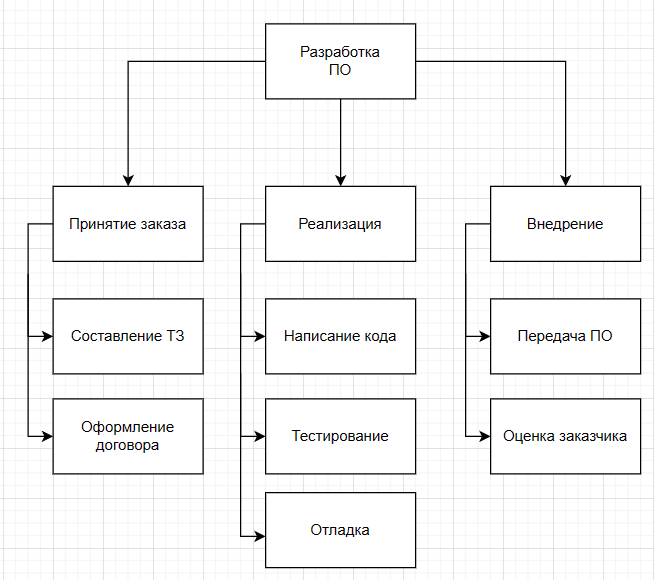 Разработка
ПО
Принятие заказа
Реализация
Внедрение
Составление ТЗ
Написание кода
Передача ПО
Оформление
договора
Тестирование
Оценка заказчика
Отладка